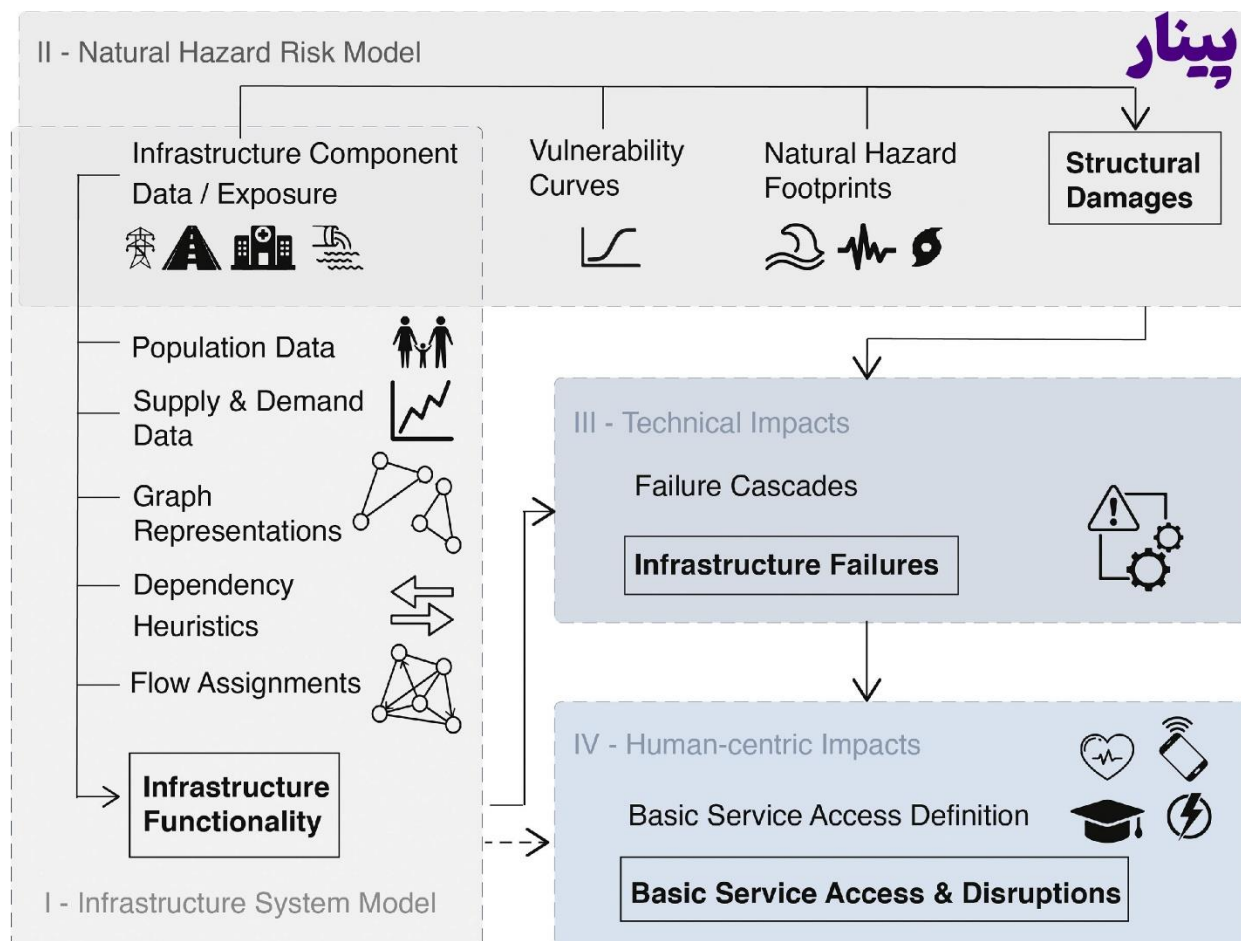 II - Natural Hazard Risk Model
پینار
Infrastructure Component
Data / Exposure
Vulnerability
Curves
Natural Hazard
Footprints
Structural
Damages
Population Data
Supply & Demand
Data
Graph
Representations
Dependency
Heuristics
Flow Assignments
Infrastructure
Functionality
I - Infrastructure System Model
III - Technical Impacts
Failure Cascades
Infrastructure Failures
IV - Human-centric Impacts
Basic Service Access Definition
Basic Service Access & Disruptions